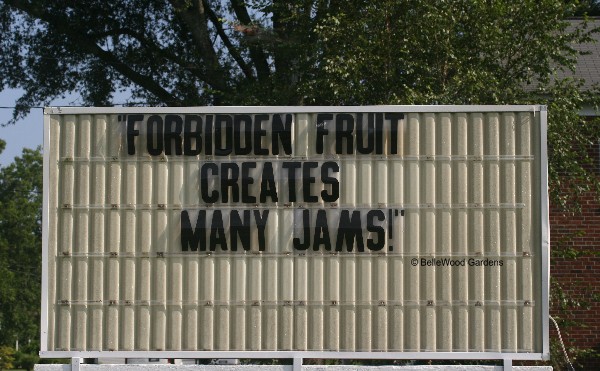 "FORBIDDEN FRUIT
CREATES
MANY JAMS!"
© BelleWood Gardens